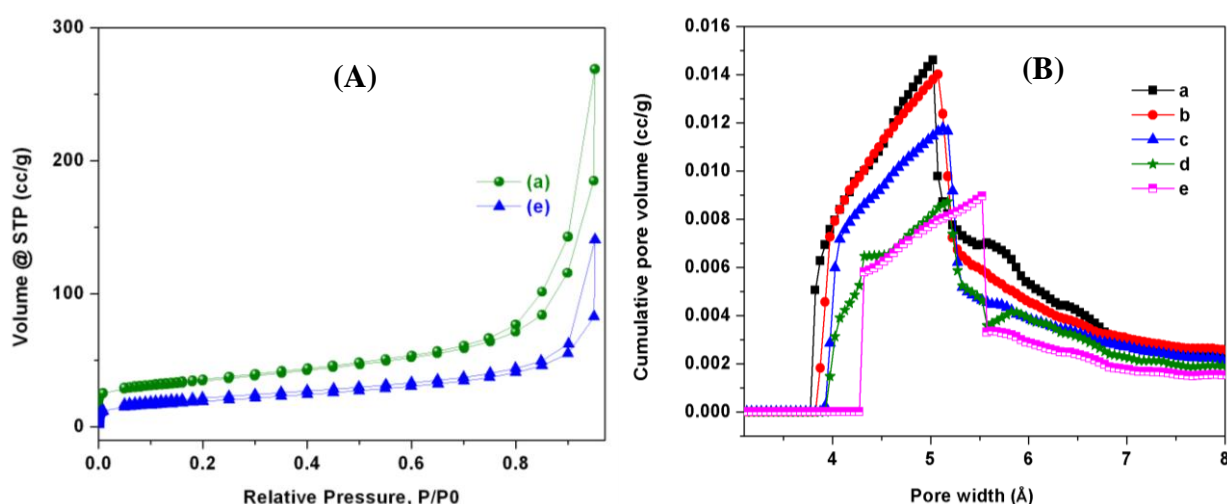 300
200
100
0
Volume @ STP (cc/g)
(A)
(a)
(e)
0.0 0.2 0.4 0.6 0.8
Relative Pressure, P/P0
0.016
0.014
0.012
0.010
0.008
0.006
0.004
0.002
0.000
Cumulative pore volume (cc/g)
(B)
a
b
c
d
e
4 5 6 7 8
Pore width (Å)